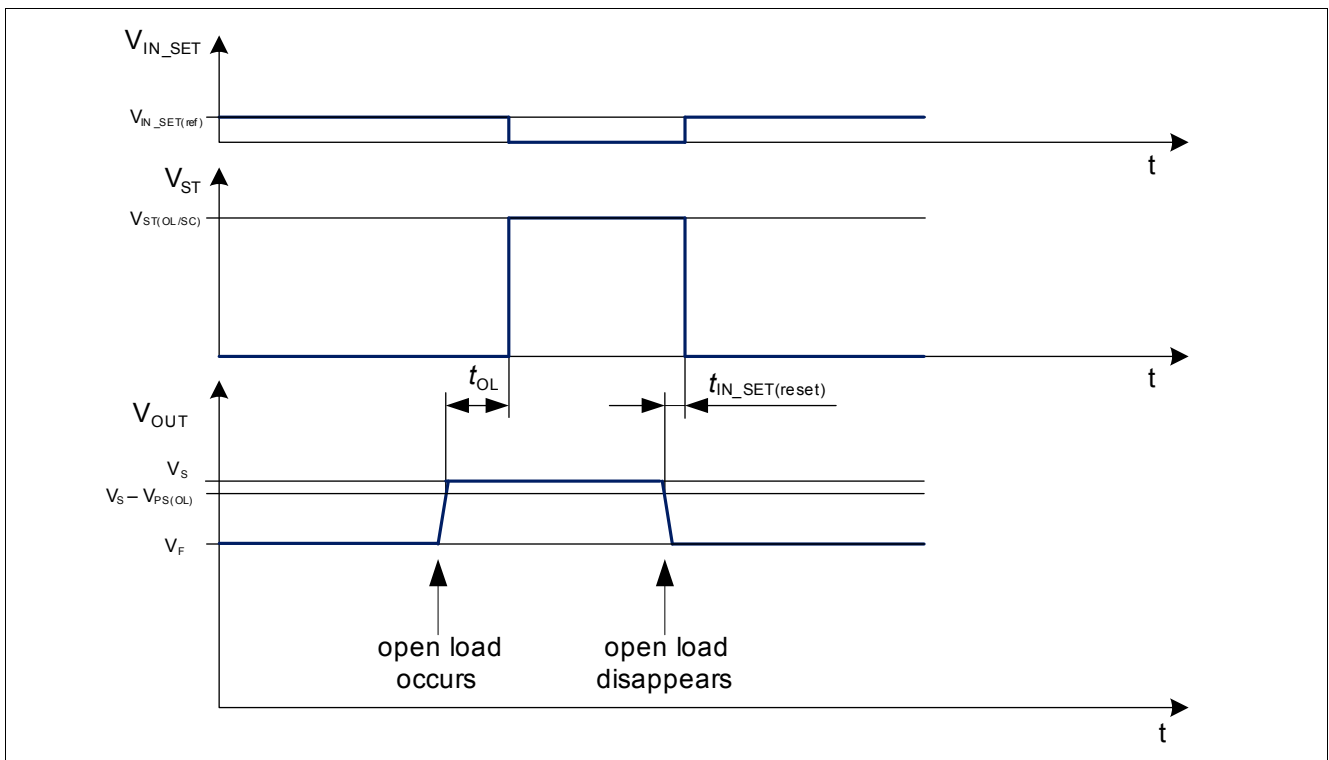 V_IN_SET
V_IN_SET(ref)
t
V_ST
V_ST(OL/SC)
t
t_OL
t_IN_SET(reset)
V_OUT
V_S
V_S – V_PS(OL)
V_F
open load
occurs
open load
disappears
t